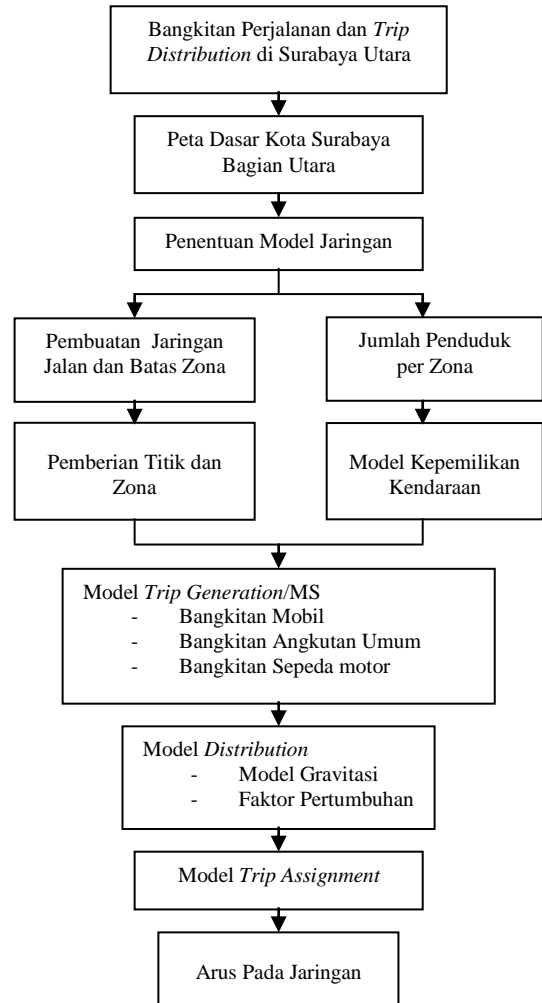 Bangkitan Perjalanan dan Trip
Distribution di Surabaya Utara
Peta Dasar Kota Surabaya
Bagian Utara
Penentuan Model Jaringan
Pembuatan Jaringan
Jalan dan Batas Zona
Jumlah Penduduk
per Zona
Pemberian Titik dan
Zona
Model Kepemilikan
Kendaraan
Model Trip Generation/MS
- Bangkitan Mobil
- Bangkitan Angkutan Umum
- Bangkitan Sepeda motor
Model Distribution
- Model Gravitasi
- Faktor Pertumbuhan
Model Trip Assignment
Arus Pada Jaringan